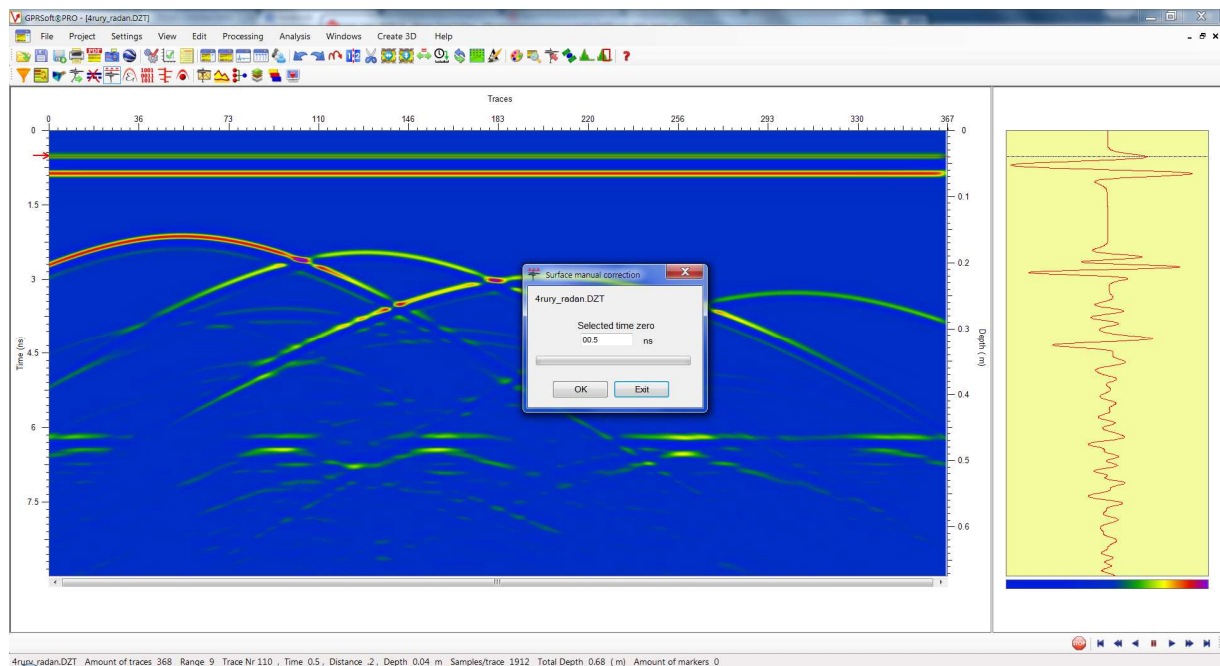 GPRSoft®PRO - [4rury_radan.DZT]
File Project Settings View Edit Processing Analysis Windows Create 3D Help
Traces
0 36 73 110 146 183 220 256 293 330 367
0 0
0.1
1.5
0.2
3
0.3
4.5
0.4
6
0.5
7.5
0.6
Time (ns)
Depth ( m)
Surface manual correction
4rury_radan.DZT
Selected time zero
00.5 ns
OK Exit
STOP
4rury_radan.DZT Amount of traces 368 Range 9 Trace Nr 110 , Time 0.5 , Distance .2 , Depth 0.04 m Samples/trace 1912 Total Depth 0.68 ( m) Amount of markers 0